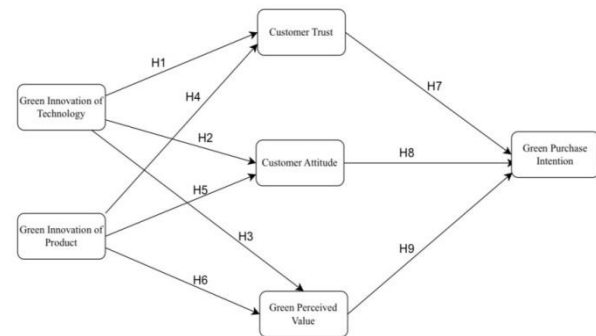 Customer Trust
H1
H7
H4
Green Innovation of
Technology
H2
Green Purchase
Intention
Customer Attitude
H8
H5
Green Innovation of
Product
H3
H9
H6
Green Perceived
Value